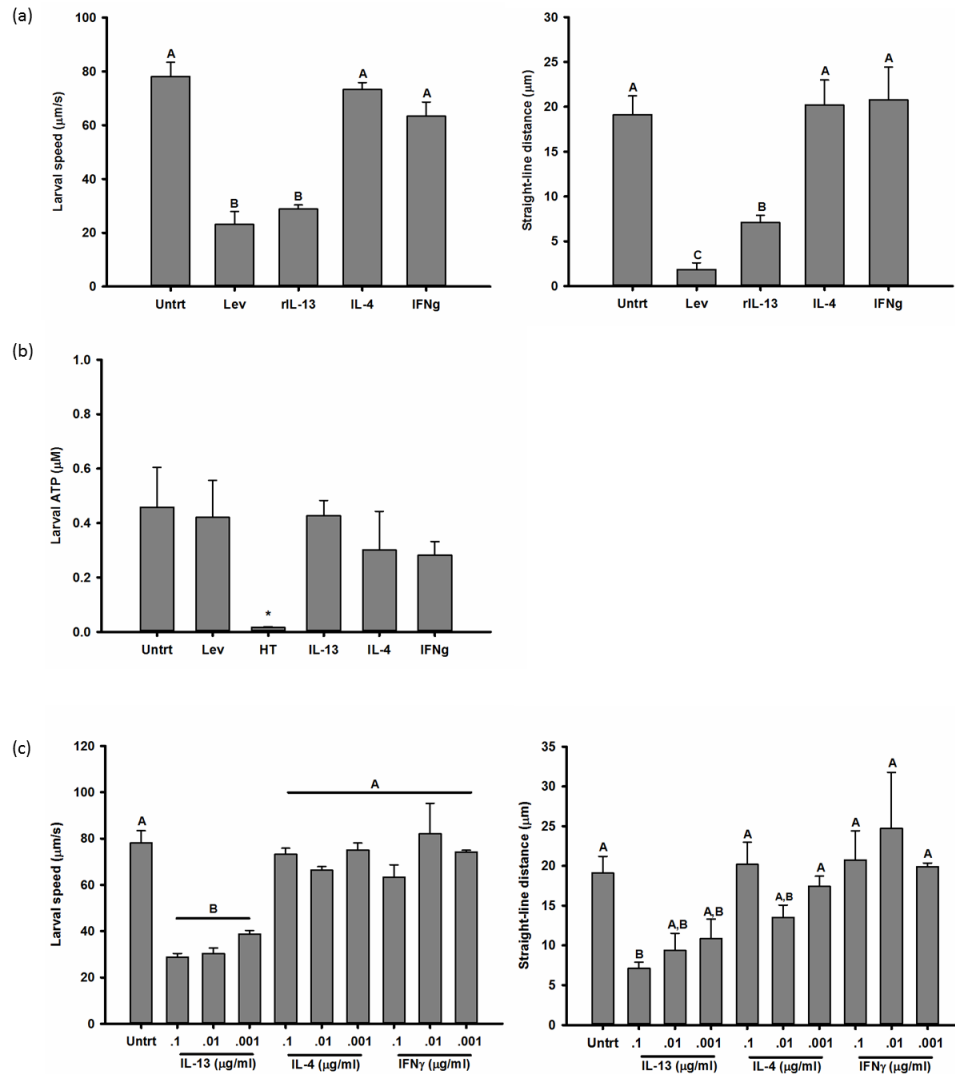 (a)
Larval speed (μm/s)
100
80
60
40
20
0
A
B
B
A
A
Untrt Lev rIL-13 IL-4 IFNg
Straight-line distance (μm)
30
25
20
15
10
5
0
A
C
B
A
A
Untrt Lev rIL-13 IL-4 IFNg
(b)
Larval ATP (μM)
1.0
0.8
0.6
0.4
0.2
0.0
*
Untrt Lev HT IL-13 IL-4 IFNg
(c)
Larval speed (μm/s)
120
100
80
60
40
20
0
A
B
A
Untrt .1 .01 .001 .1 .01 .001 .1 .01 .001
IL-13 (μg/ml) IL-4 (μg/ml) IFNγ (μg/ml)
Straight-line distance (μm)
35
30
25
20
15
10
5
0
A
B
A,B
A,B
A
A,B
A
A
A
A
Untrt .1 .01 .001 .1 .01 .001 .1 .01 .001
IL-13 (μg/ml) IL-4 (μg/ml) IFNγ (μg/ml)